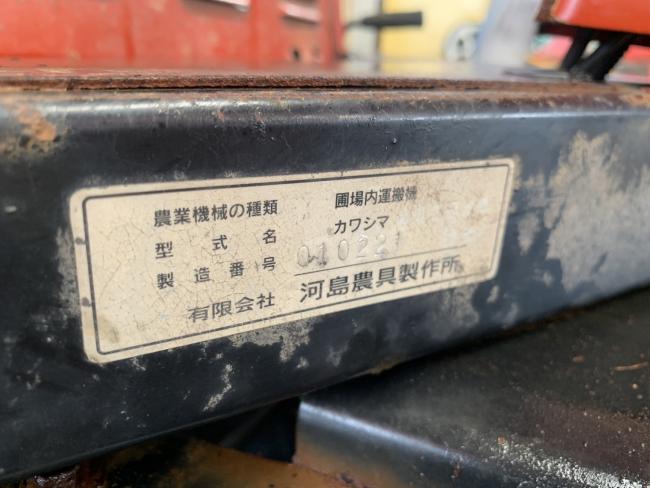 農業機械の種類 圃場内運搬機
型式名 カワシマ
製造番号 010221
有限会社 河島農具製作所